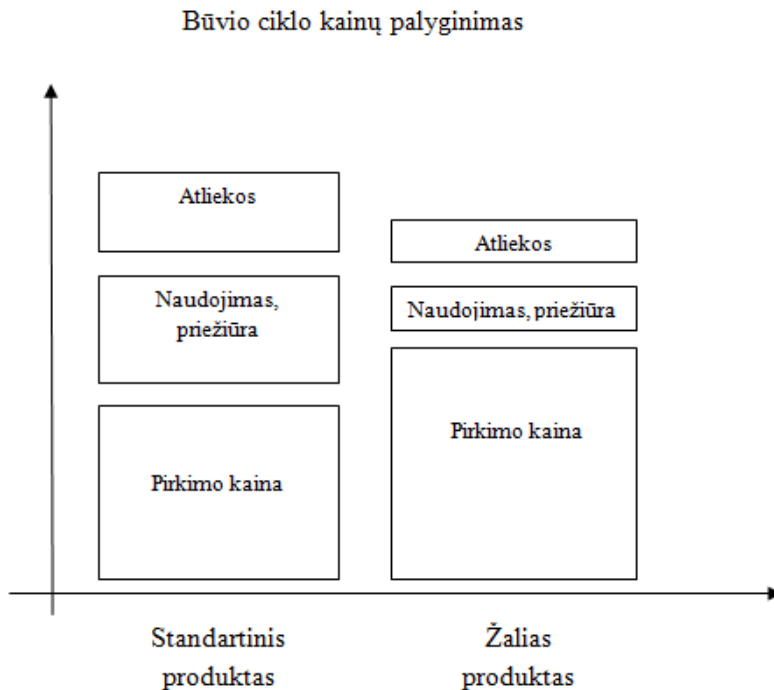 Būvio ciklo kainų palyginimas
Atliekos
Naudojimas,
priežiūra
Pirkimo kaina
Atliekos
Naudojimas, priežiūra
Pirkimo kaina
Standartinis
produktas
Žalias
produktas